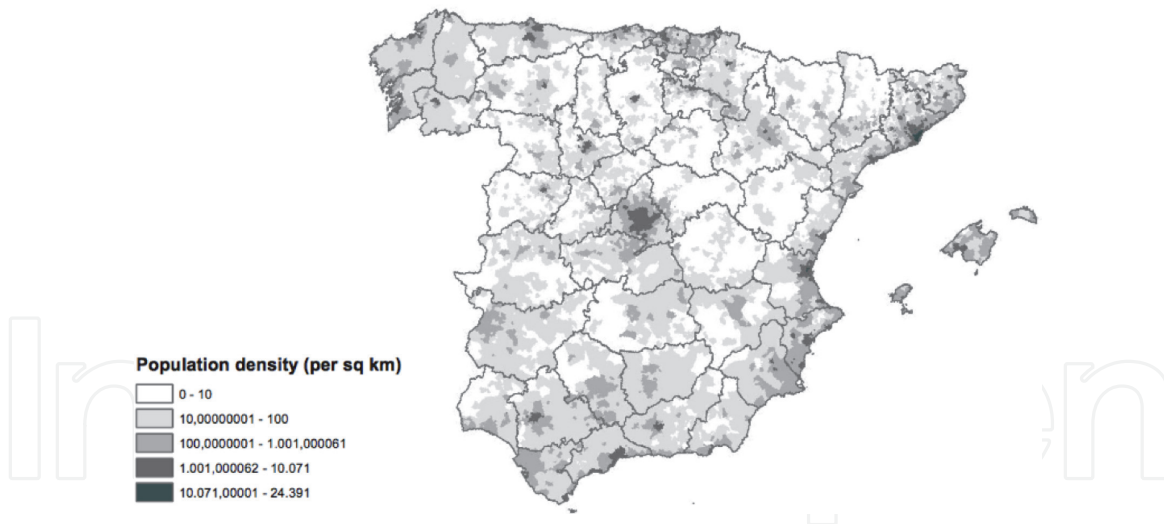 Population density (per sq km)
0 - 10
10,00000001 - 100
100,0000001 - 1.001,000061
1.001,000062 - 10.071
10.071,00001 - 24.391